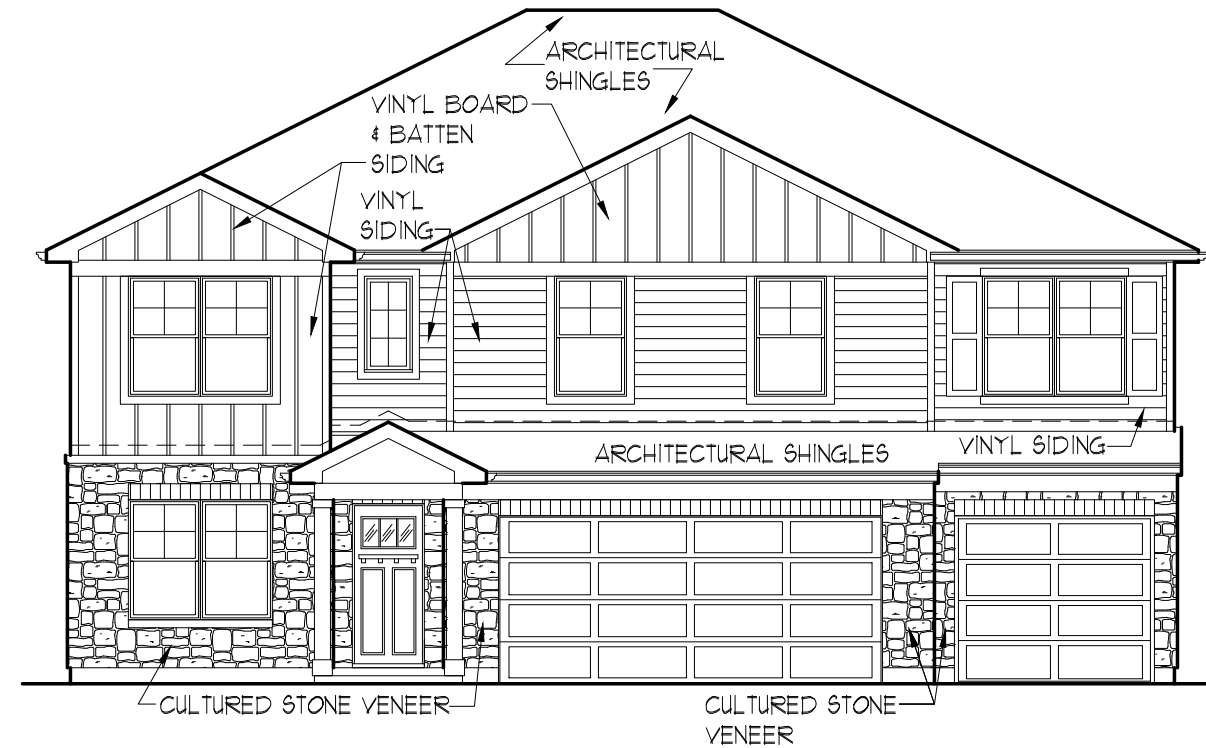 ARCHITECTURAL
SHINGLES
VINYL BOARD
& BATTEN
SIDING
VINYL
SIDING
ARCHITECTURAL SHINGLES
VINYL SIDING
CULTURED STONE VENEER
CULTURED STONE
VENEER